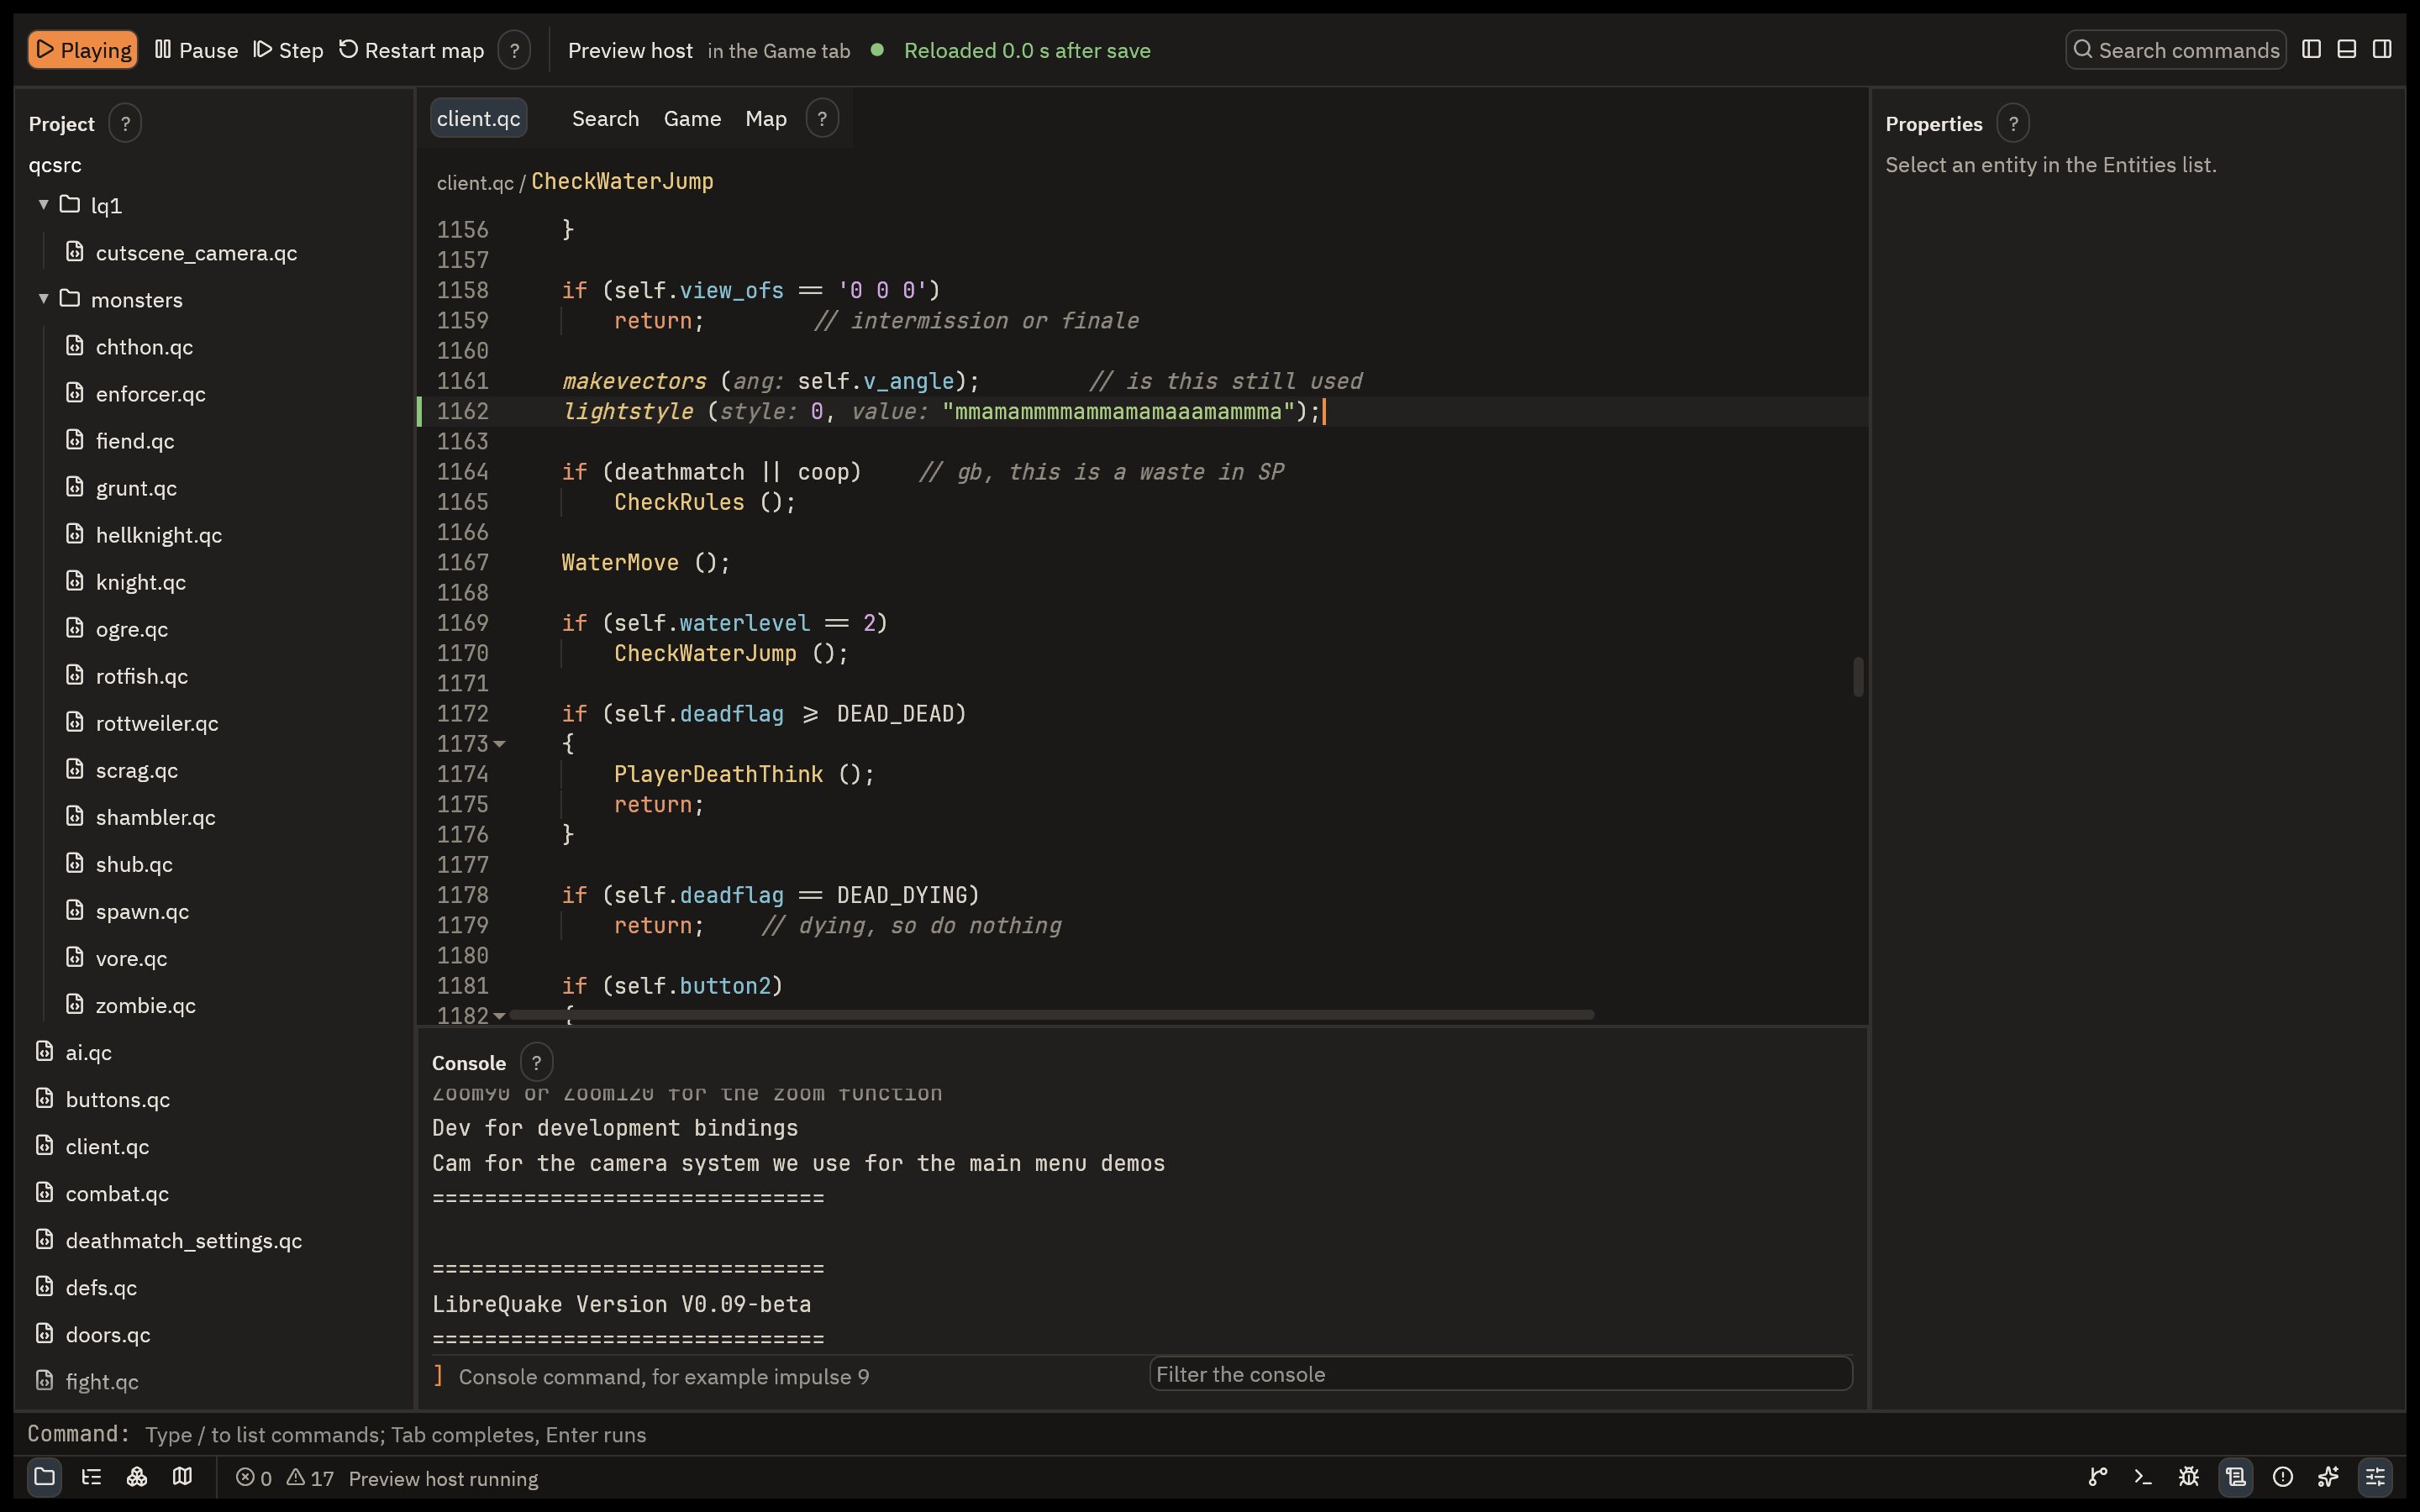 Playing Pause Step Restart map ? Preview host in the Game tab Reloaded 0.0 s after save Search commands
Project ?
qcsrc
lq1
cutscene_camera.qc
monsters
chthon.qc
enforcer.qc
fiend.qc
grunt.qc
hellknight.qc
knight.qc
ogre.qc
rotfish.qc
rottweiler.qc
scrag.qc
shambler.qc
shub.qc
spawn.qc
vore.qc
zombie.qc
ai.qc
buttons.qc
client.qc
combat.qc
deathmatch_settings.qc
defs.qc
doors.qc
fight.qc
client.qc Search Game Map ?
client.qc / CheckWaterJump
1156 }
1157
1158 if (self.view_ofs == '0 0 0')
1159 return; // intermission or finale
1160
1161 makevectors (ang: self.v_angle); // is this still used
1162 lightstyle (style: 0, value: "mmamammmmammamamaaamammma");
1163
1164 if (deathmatch || coop) // gb, this is a waste in SP
1165 CheckRules ();
1166
1167 WaterMove ();
1168
1169 if (self.waterlevel == 2)
1170 CheckWaterJump ();
1171
1172 if (self.deadflag >= DEAD_DEAD)
1173 {
1174 PlayerDeathThink ();
1175 return;
1176 }
1177
1178 if (self.deadflag == DEAD_DYING)
1179 return; // dying, so do nothing
1180
1181 if (self.button2)
1182 {
Console ?
Zoom90 or Zoom120 for the zoom function
Dev for development bindings
Cam for the camera system we use for the main menu demos
==============================
==============================
LibreQuake Version V0.09-beta
==============================
] Console command, for example impulse 9 Filter the console
Properties ?
Select an entity in the Entities list.
Command: Type / to list commands; Tab completes, Enter runs
0 17 Preview host running